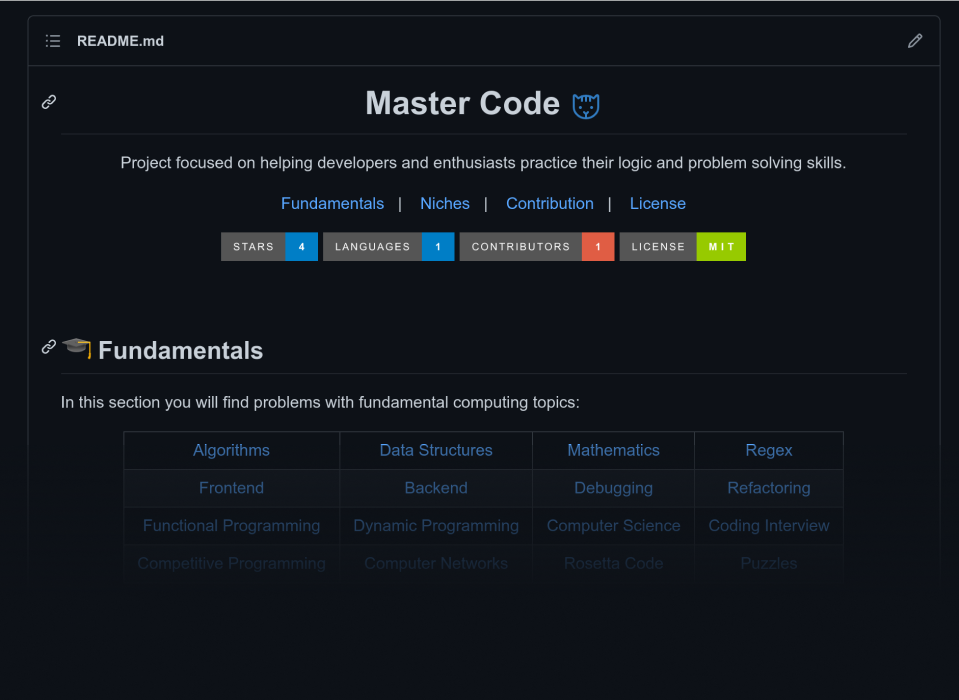 README.md
Master Code
Project focused on helping developers and enthusiasts practice their logic and problem solving skills.
Fundamentals | Niches | Contribution | License
STARS 4 LANGUAGES 1 CONTRIBUTORS 1 LICENSE MIT
Fundamentals
In this section you will find problems with fundamental computing topics:
Algorithms Data Structures Mathematics Regex
Frontend Backend Debugging Refactoring
Functional Programming Dynamic Programming Computer Science Coding Interview
Competitive Programming Computer Networks Rosetta Code Puzzles